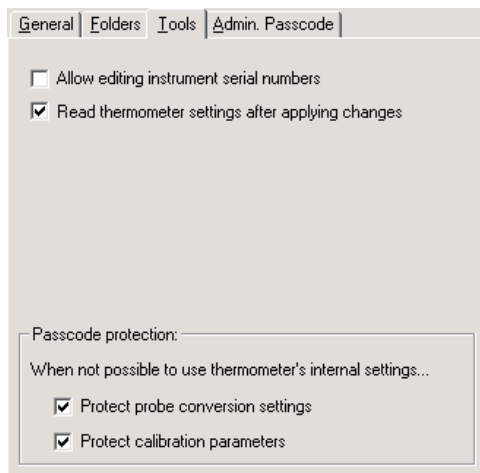 General Folders Tools Admin. Passcode
Allow editing instrument serial numbers
Read thermometer settings after applying changes
Passcode protection:
When not possible to use thermometer's internal settings...
Protect probe conversion settings
Protect calibration parameters